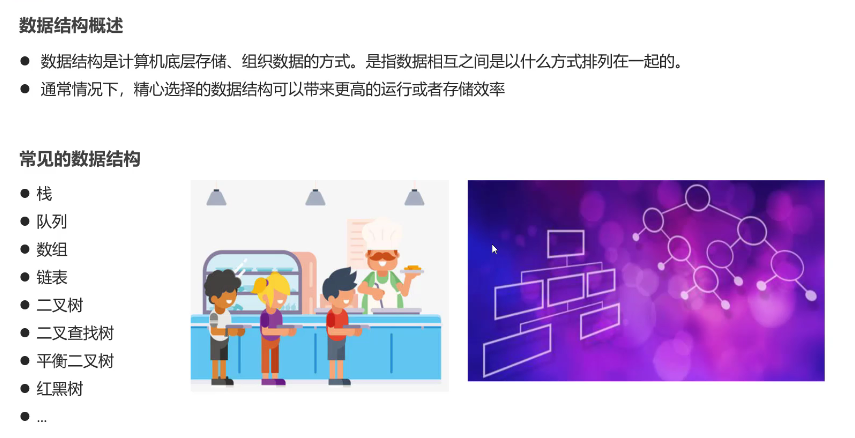 数据结构概述
● 数据结构是计算机底层存储、组织数据的方式。是指数据相互之间是以什么方式排列在一起的。
● 通常情况下，精心选择的数据结构可以带来更高的运行或者存储效率
常见的数据结构
● 栈
● 队列
● 数组
● 链表
● 二叉树
● 二叉查找树
● 平衡二叉树
● 红黑树
● ...